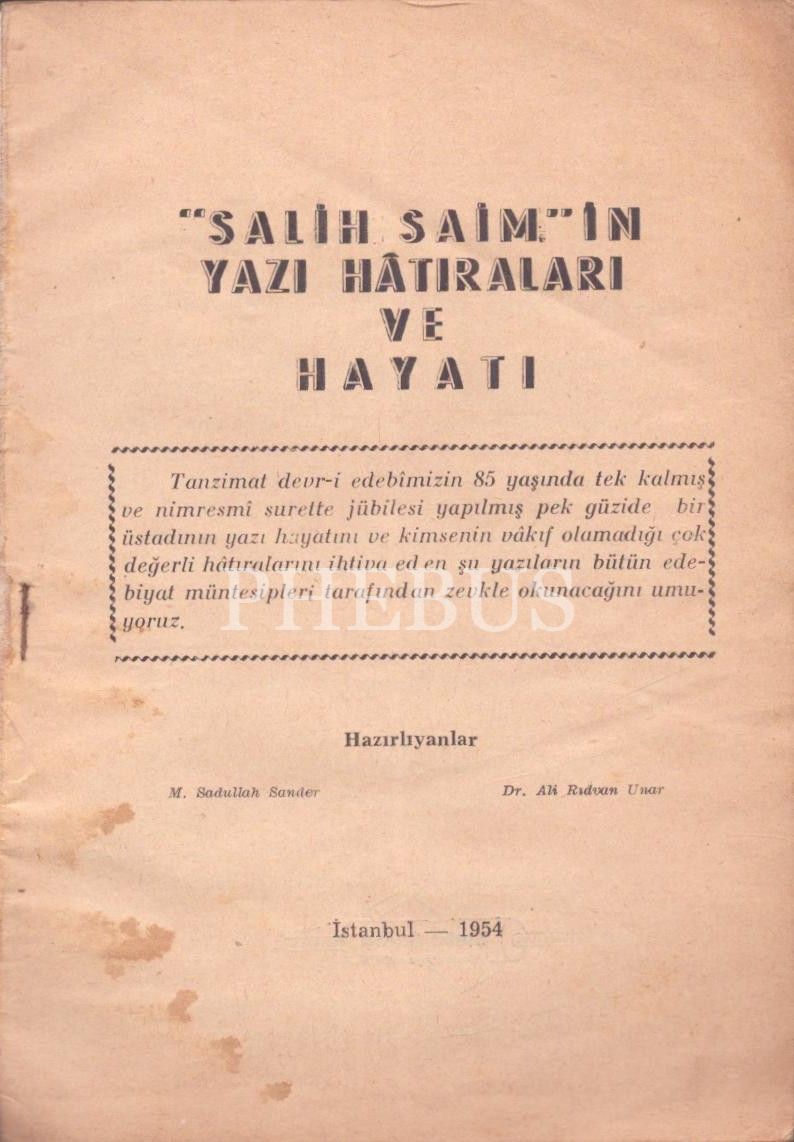 "SALİH SAİM"İN
YAZI HÂTIRALARI
VE
HAYATI
Tanzimat devr-i edebîmizin 85 yaşında tek kalmış
ve nimresmî surette jübilesi yapılmış pek güzide bir
üstadının yazı hayatını ve kimsenin vâkıf olamadığı çok
değerli hâtıralarını ihtiva eden şu yazıların bütün ede-
biyat müntesipleri tarafından zevkle okunacağını umu-
yoruz.
PHEBUS
Hazırlıyanlar
M. Sadullah Sander
Dr. Ali Rıdvan Unar
İstanbul — 1954